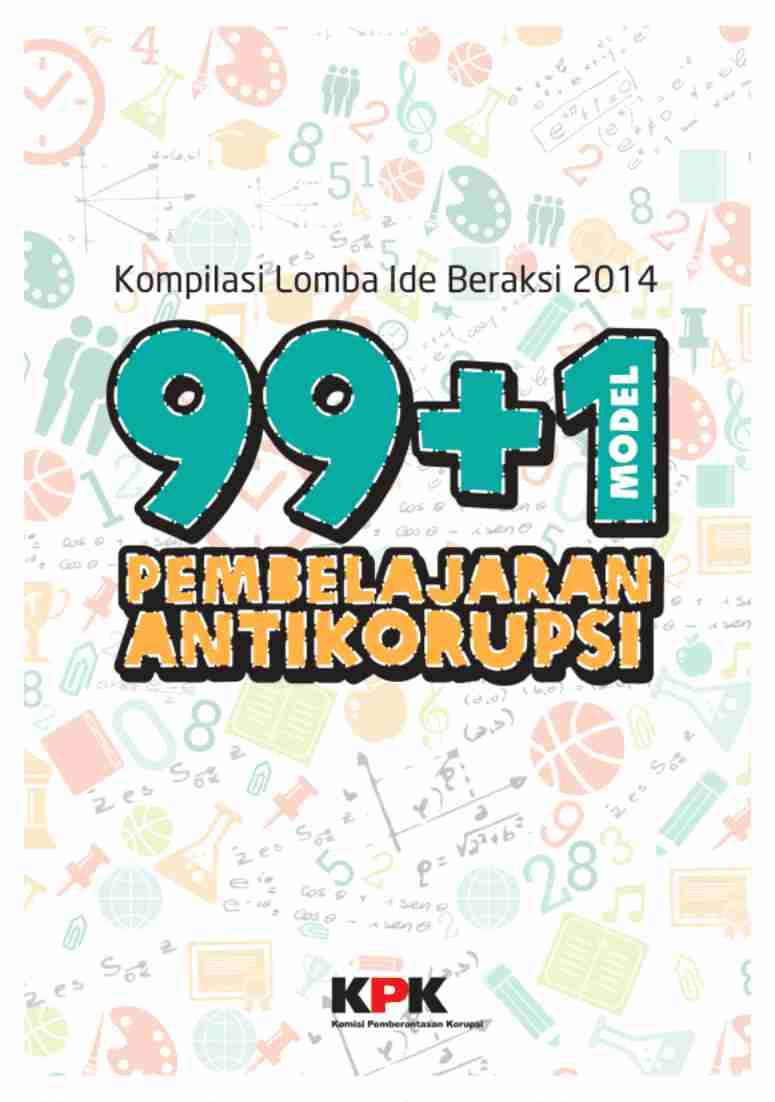 Kompilasi Lomba Ide Beraksi 2014
99+1
MODEL
PEMBELAJARAN
ANTIKORUPSI
KPK
Komisi Pemberantasan Korupsi